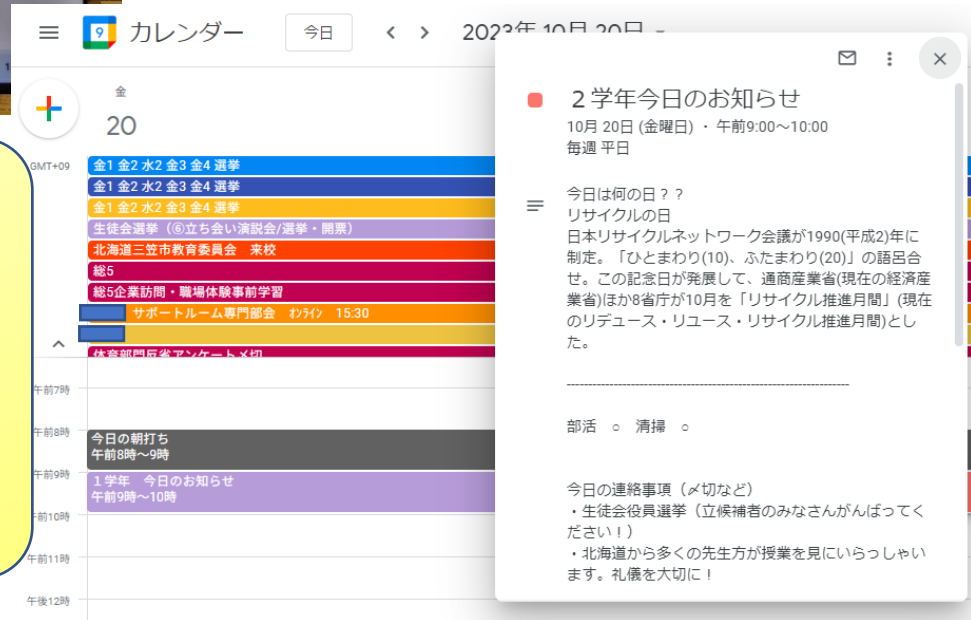 カレンダー
今日
2023年 10月 20日
金
20
GMT+09
金1 金2 水2 金3 金4 選挙
金1 金2 水2 金3 金4 選挙
金1 金2 水2 金3 金4 選挙
生徒会選挙（⑥立ち会い演説会/選挙・開票）
北海道三笠市教育委員会　来校
総5
総5企業訪問・職場体験事前学習
サポートルーム専門部会　ｵﾝﾗｲﾝ　15:30
体育部門反省アンケート〆切
午前7時
午前8時
今日の朝打ち
午前8時～9時
午前9時
１学年　今日のお知らせ
午前9時～10時
午前10時
午前11時
午後12時
２学年今日のお知らせ
10月 20日 (金曜日) ・ 午前9:00～10:00
毎週 平日
今日は何の日？？
リサイクルの日
日本リサイクルネットワーク会議が1990(平成2)年に
制定。「ひとまわり(10)、ふたまわり(20)」の語呂合
せ。この記念日が発展して、通商産業省(現在の経済産
業省)ほか8省庁が10月を「リサイクル推進月間」(現在
のリデュース・リユース・リサイクル推進月間)とし
た。
部活　○　清掃　○
今日の連絡事項（〆切など）
・生徒会役員選挙（立候補者のみなさんがんばってく
ださい！）
・北海道から多くの先生方が授業を見にいらっしゃい
ます。礼儀を大切に！